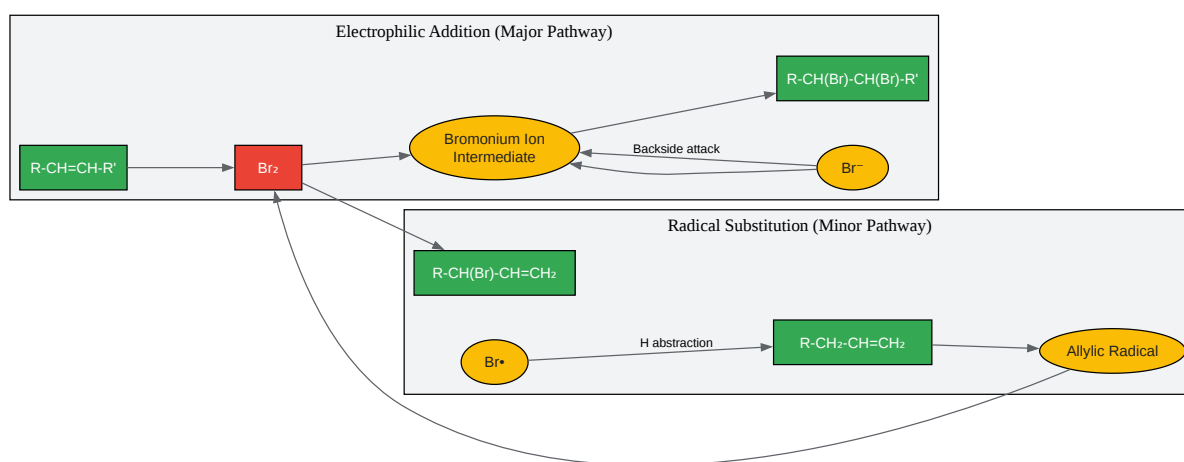 Electrophilic Addition (Major Pathway)
R-CH(Br)-CH(Br)-R'
Bromonium Ion
Intermediate
Backside attack
R-CH=CH-R'
Br₂
Br⁻
Radical Substitution (Minor Pathway)
R-CH(Br)-CH=CH₂
H abstraction
R-CH₂-CH=CH₂
Allylic Radical
Br•